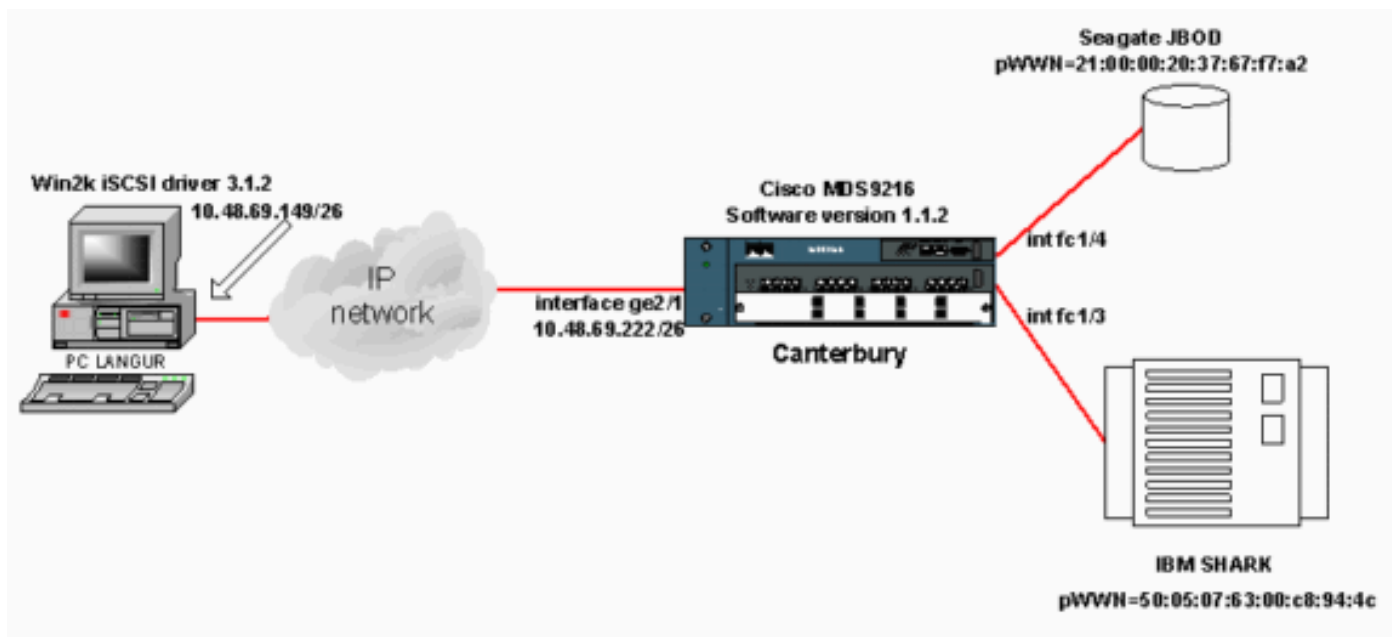 Seagate JBOD
pWWN=21:00:00:20:37:67:f7:a2
Win2k iSCSI driver 3.1.2
10.48.69.149/26
PC LANGUR
IP
network
interface ge2/1
10.48.69.222/26
Cisco MDS9216
Software version 1.1.2
Canterbury
int fc1/4
int fc1/3
IBM SHARK
pWWN=50:05:07:63:00:c8:94:4c